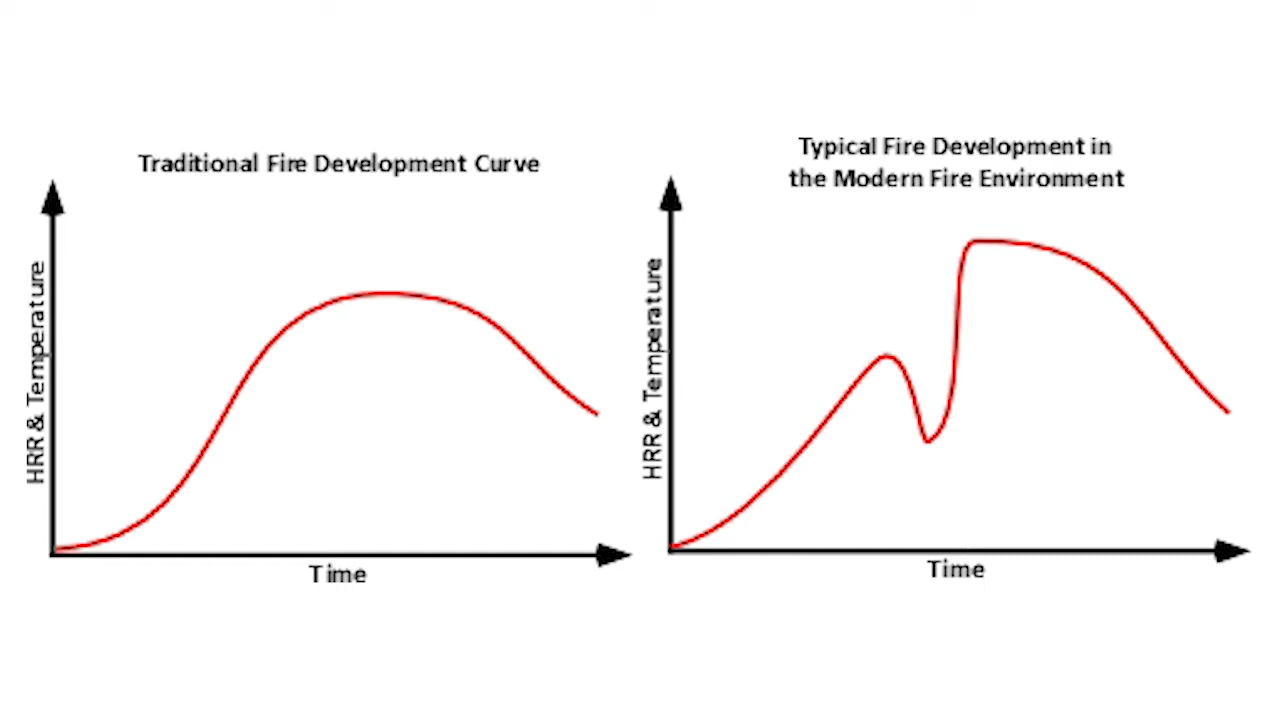 Traditional Fire Development Curve
HRR & Temperature
Time
Typical Fire Development in
the Modern Fire Environment
HRR & Temperature
Time